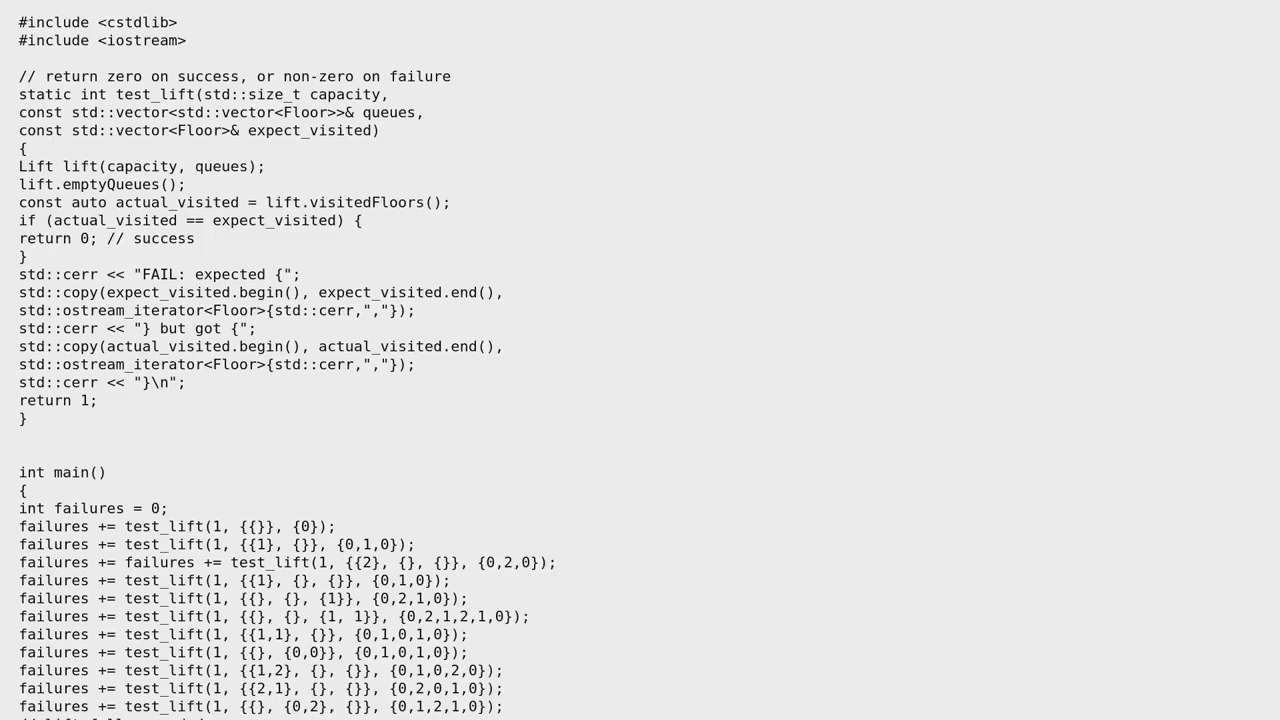 #include <cstdlib>
#include <iostream>

// return zero on success, or non-zero on failure
static int test_lift(std::size_t capacity,
const std::vector<std::vector<Floor>>& queues,
const std::vector<Floor>& expect_visited)
{
Lift lift(capacity, queues);
lift.emptyQueues();
const auto actual_visited = lift.visitedFloors();
if (actual_visited == expect_visited) {
return 0; // success
}
std::cerr << "FAIL: expected {";
std::copy(expect_visited.begin(), expect_visited.end(),
std::ostream_iterator<Floor>{std::cerr,","});
std::cerr << "} but got {";
std::copy(actual_visited.begin(), actual_visited.end(),
std::ostream_iterator<Floor>{std::cerr,","});
std::cerr << "}\n";
return 1;
}


int main()
{
int failures = 0;
failures += test_lift(1, {{}}, {0});
failures += test_lift(1, {{1}, {}}, {0,1,0});
failures += failures += test_lift(1, {{2}, {}, {}}, {0,2,0});
failures += test_lift(1, {{1}, {}, {}}, {0,1,0});
failures += test_lift(1, {{}, {}, {1}}, {0,2,1,0});
failures += test_lift(1, {{}, {}, {1, 1}}, {0,2,1,2,1,0});
failures += test_lift(1, {{1,1}, {}}, {0,1,0,1,0});
failures += test_lift(1, {{}, {0,0}}, {0,1,0,1,0});
failures += test_lift(1, {{1,2}, {}, {}}, {0,1,0,2,0});
failures += test_lift(1, {{2,1}, {}, {}}, {0,2,0,1,0});
failures += test_lift(1, {{}, {0,2}, {}}, {0,1,2,1,0});